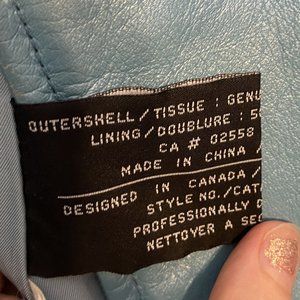 OUTERSHELL / TISSUE : GENU
LINING / DOUBLURE : 5
CA # 02558
MADE IN CHINA /
DESIGNED IN CANADA /
STYLE NO./CAT
PROFESSIONALLY D
NETTOYER A SEC